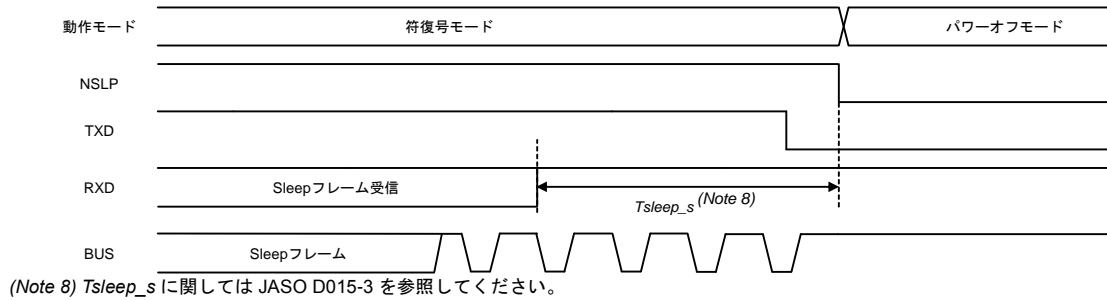 動作モード 符復号モード パワーオフモード
NSLP
TXD
RXD Sleepフレーム受信 Tsleep_s (Note 8)
BUS Sleepフレーム
(Note 8) Tsleep_s に関しては JASO D015-3 を参照してください。